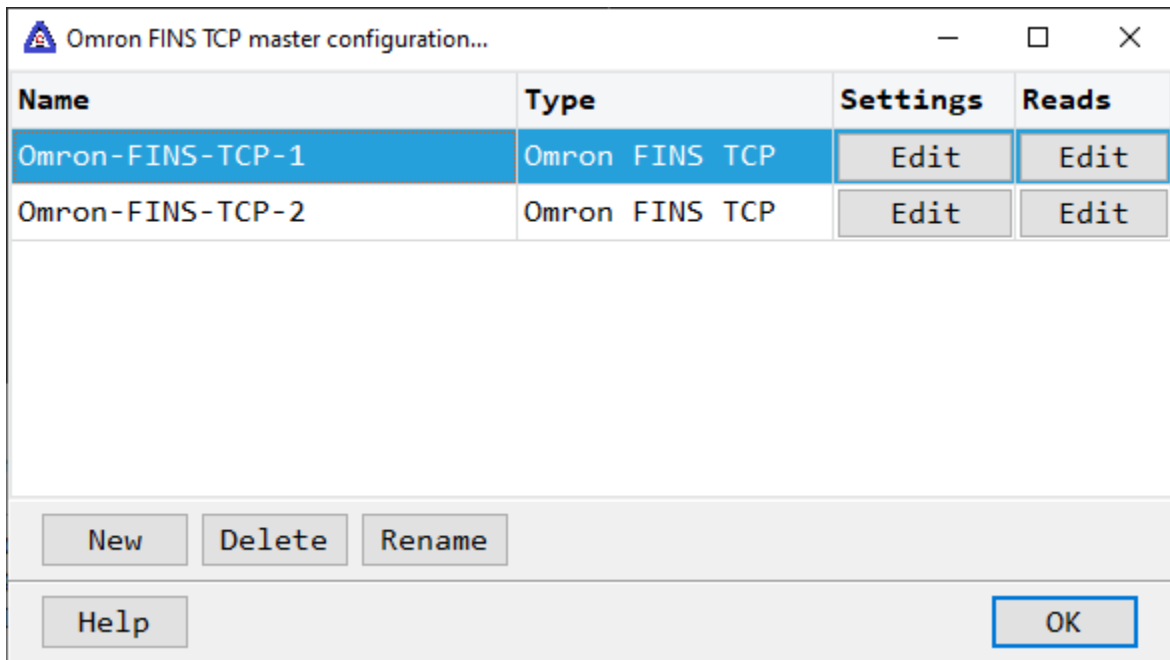 Omron FINS TCP master configuration...
Name Type Settings Reads
Omron-FINS-TCP-1 Omron FINS TCP Edit Edit
Omron-FINS-TCP-2 Omron FINS TCP Edit Edit
New Delete Rename
Help OK